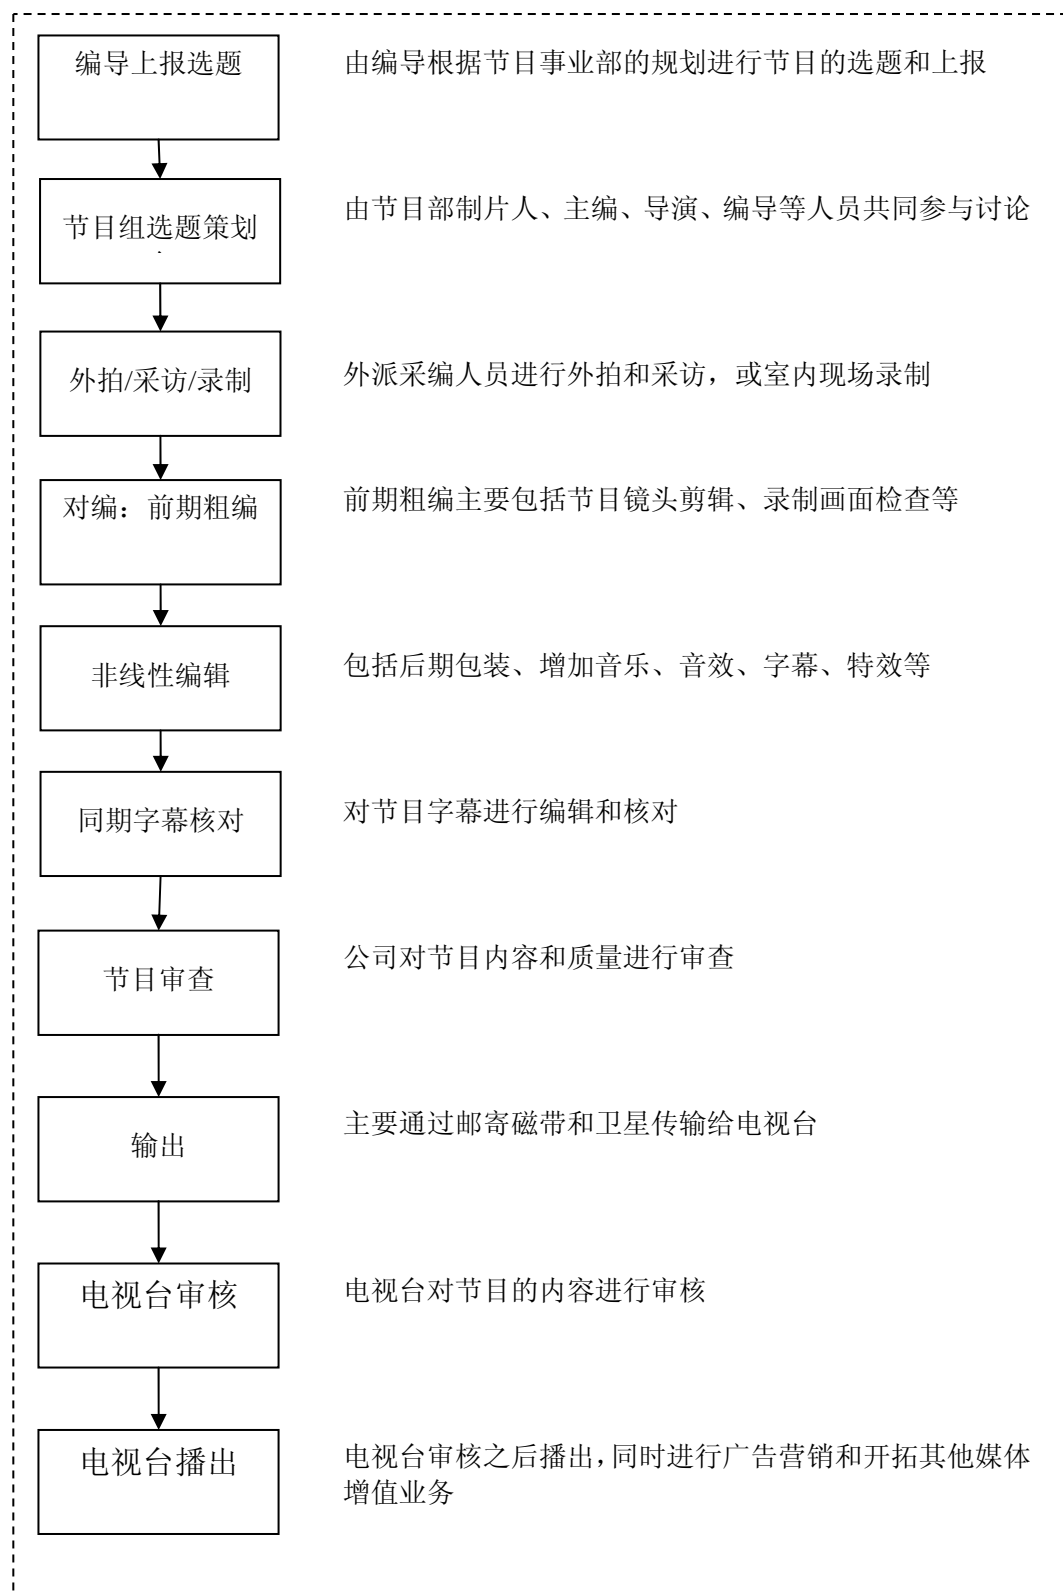 编导上报选题
由编导根据节目事业部的规划进行节目的选题和上报
节目组选题策划
由节目部制片人、主编、导演、编导等人员共同参与讨论
外拍/采访/录制
外派采编人员进行外拍和采访，或室内现场录制
对编：前期粗编
前期粗编主要包括节目镜头剪辑、录制画面检查等
非线性编辑
包括后期包装、增加音乐、音效、字幕、特效等
同期字幕核对
对节目字幕进行编辑和核对
节目审查
公司对节目内容和质量进行审查
输出
主要通过邮寄磁带和卫星传输给电视台
电视台审核
电视台对节目的内容进行审核
电视台播出
电视台审核之后播出，同时进行广告营销和开拓其他媒体
增值业务